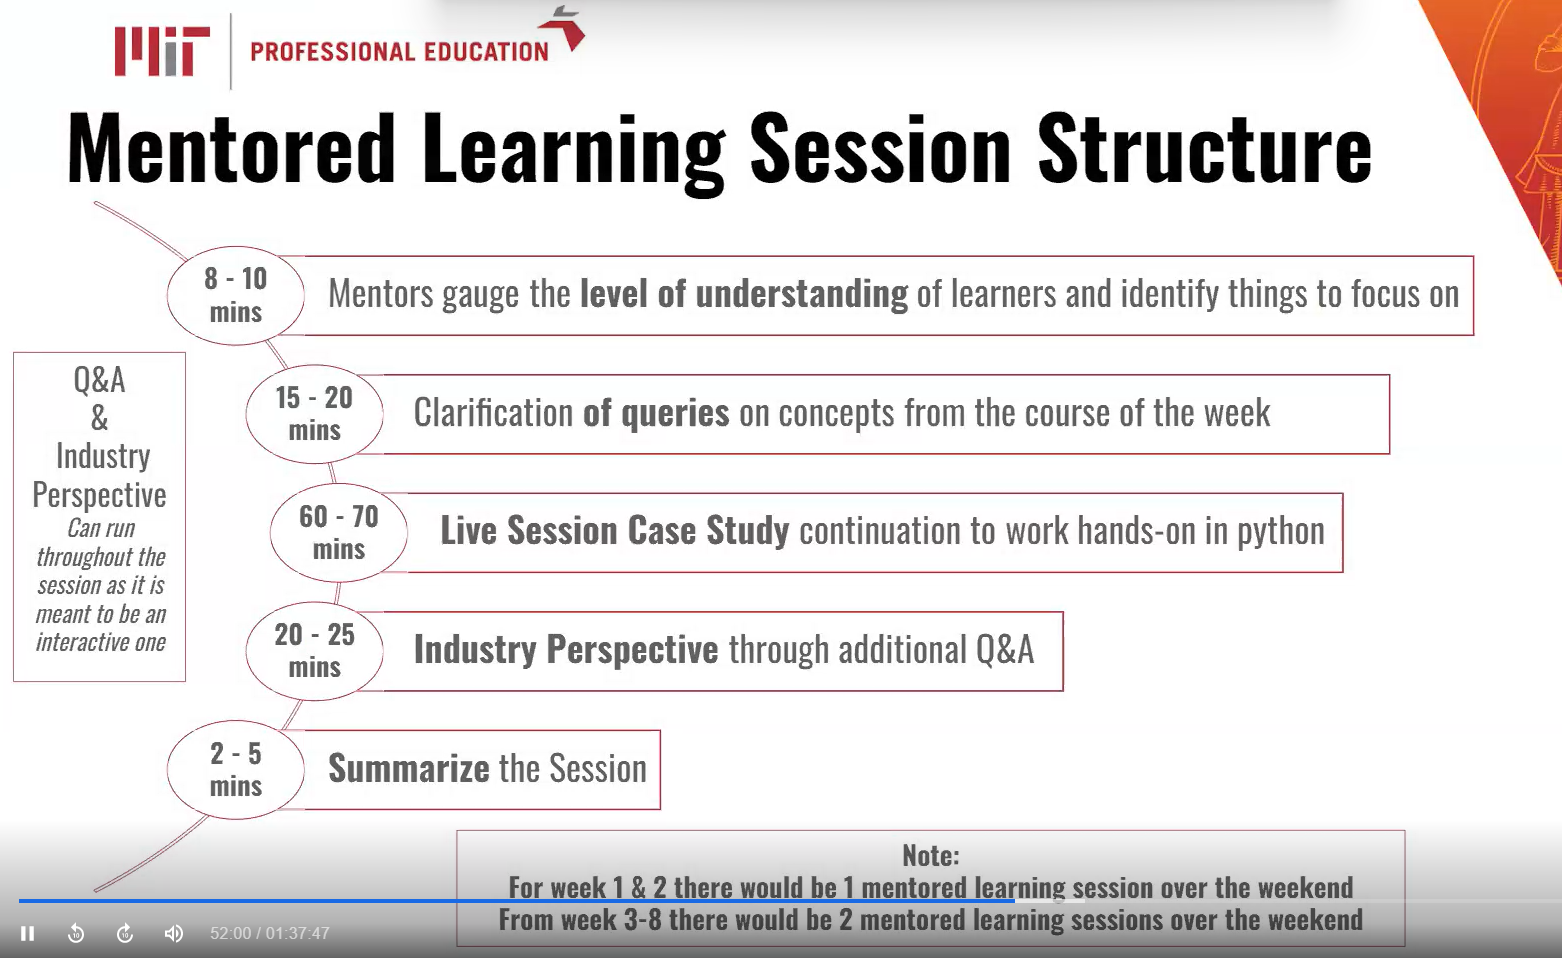 MIT PROFESSIONAL EDUCATION
Mentored Learning Session Structure
8 - 10
mins
Mentors gauge the level of understanding of learners and identify things to focus on
15 - 20
mins
Clarification of queries on concepts from the course of the week
Q&A
&
Industry
Perspective
Can run
throughout the
session as it is
meant to be an
interactive one
60 - 70
mins
Live Session Case Study continuation to work hands-on in python
20 - 25
mins
Industry Perspective through additional Q&A
2 - 5
mins
Summarize the Session
Note:
For week 1 & 2 there would be 1 mentored learning session over the weekend
From week 3-8 there would be 2 mentored learning sessions over the weekend
10
10
52:00 / 01:37:47